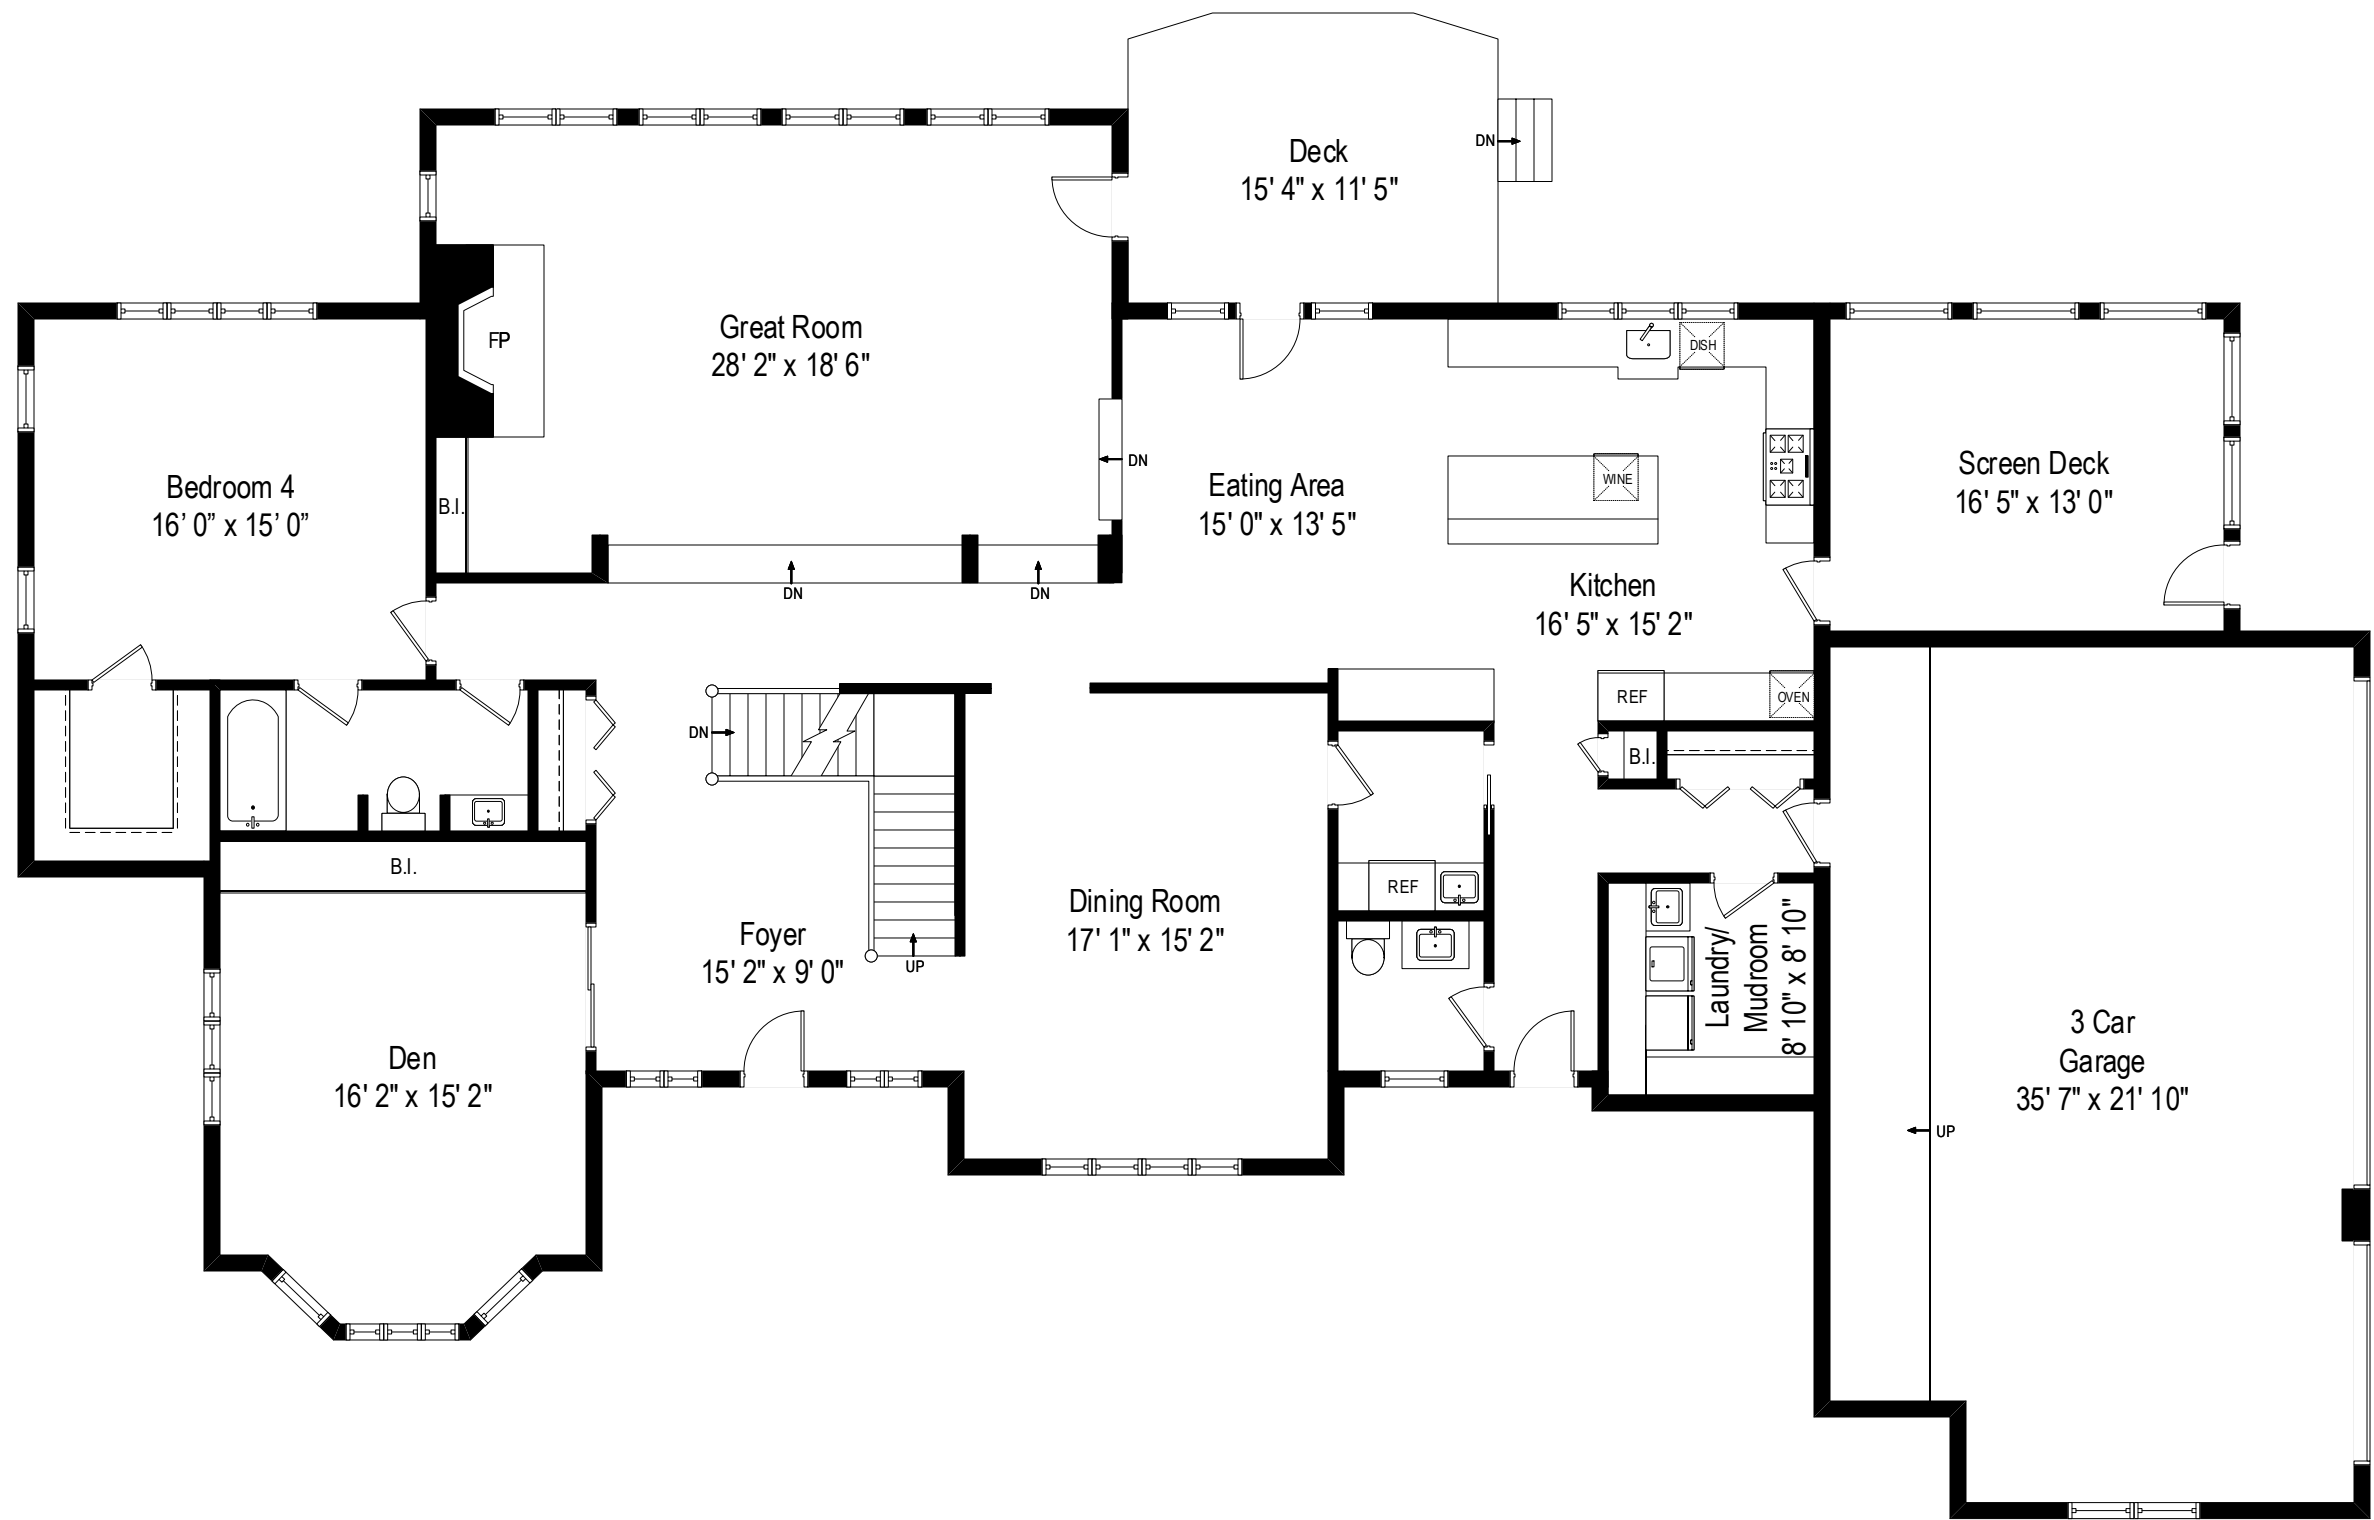 Deck
15' 4" x 11' 5"
DN
Great Room
28' 2" x 18' 6"
FP
B.I.
DN
DN
DN
Bedroom 4
16’ 0” x 15’ 0”
Eating Area
15' 0" x 13' 5"
DISH
WINE
Kitchen
16' 5" x 15' 2"
REF
OVEN
B.I.
Screen Deck
16' 5" x 13' 0"
DN
B.I.
Foyer
15' 2" x 9' 0"
UP
Dining Room
17' 1" x 15' 2"
REF
Laundry/
Mudroom
8' 10" x 8' 10"
Den
16' 2" x 15' 2"
3 Car
Garage
35' 7" x 21' 10"
UP